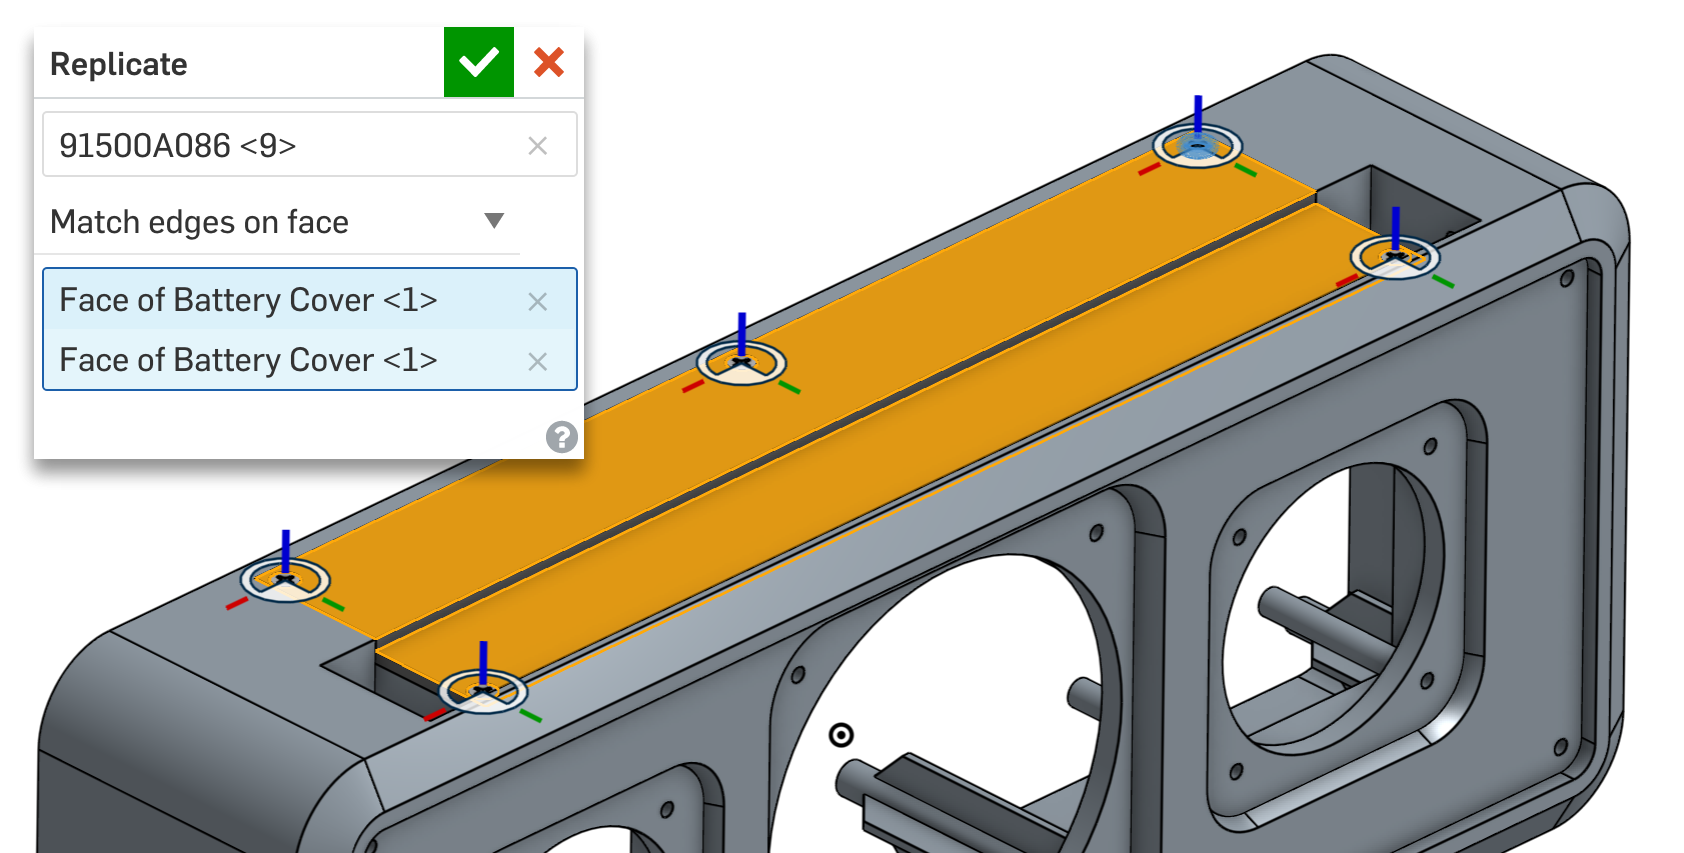 Replicate
91500A086 <9>
Match edges on face
Face of Battery Cover <1>
Face of Battery Cover <1>
?